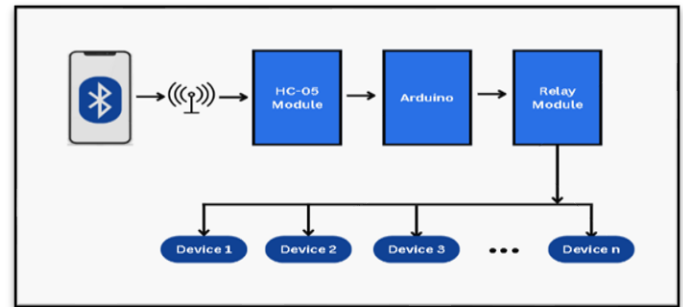 HC-05
Module
Arduino
Relay
Module
Device 1
Device 2
Device 3
Device n